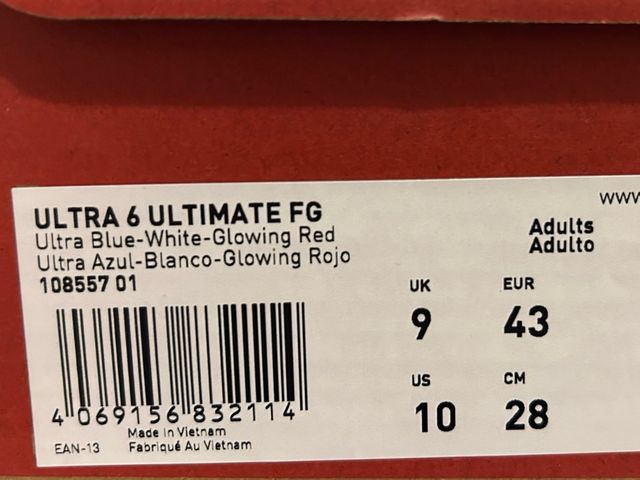 www
ULTRA 6 ULTIMATE FG
Ultra Blue-White-Glowing Red
Ultra Azul-Blanco-Glowing Rojo
108557 01
Adults
Adulto
UK EUR
9 43
US CM
10 28
4 069156 832114
EAN-13
Made in Vietnam
Fabriqué Au Vietnam